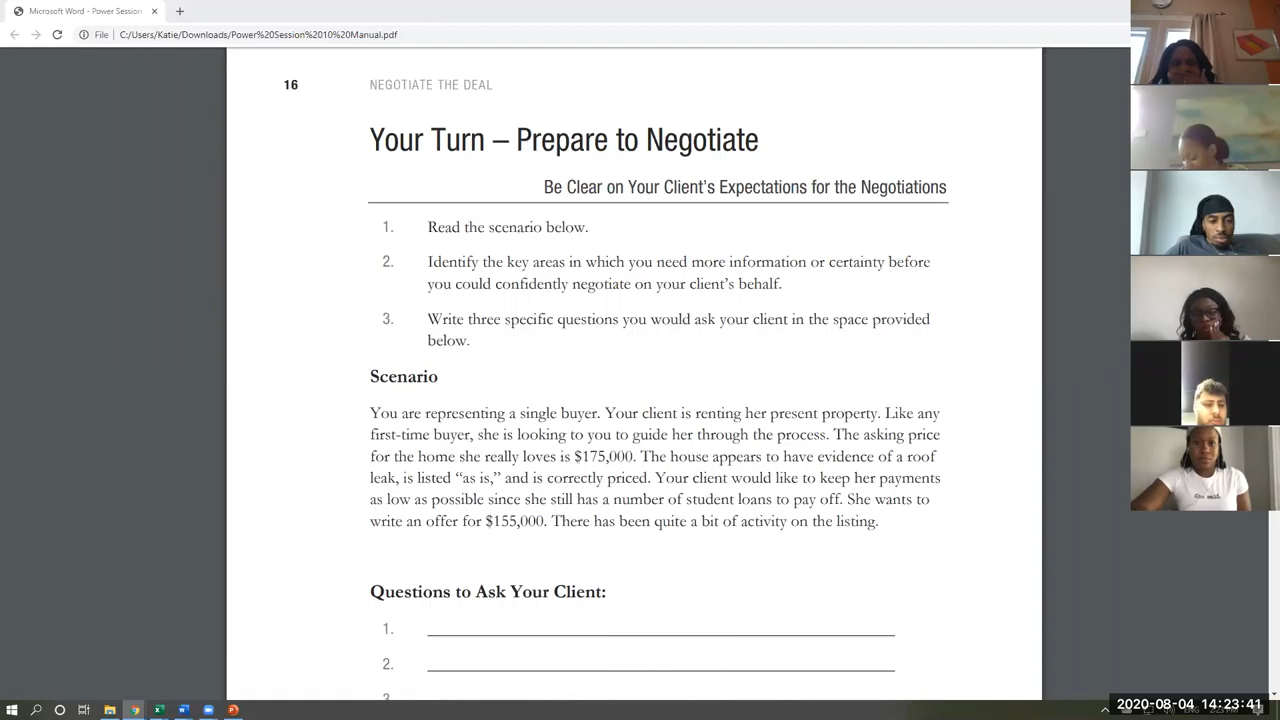 Microsoft Word - Power Session
File
C:/Users/Katie/Downloads/Power%20Session%2010%20Manual.pdf
16
NEGOTIATE THE DEAL
Your Turn – Prepare to Negotiate
Be Clear on Your Client’s Expectations for the Negotiations
1. Read the scenario below.
2. Identify the key areas in which you need more information or certainty before
you could confidently negotiate on your client’s behalf.
3. Write three specific questions you would ask your client in the space provided
below.
Scenario
You are representing a single buyer. Your client is renting her present property. Like any
first-time buyer, she is looking to you to guide her through the process. The asking price
for the home she really loves is $175,000. The house appears to have evidence of a roof
leak, is listed “as is,” and is correctly priced. Your client would like to keep her payments
as low as possible since she still has a number of student loans to pay off. She wants to
write an offer for $155,000. There has been quite a bit of activity on the listing.
Questions to Ask Your Client:
1.
2.
3
2020-08-04 14:23:41